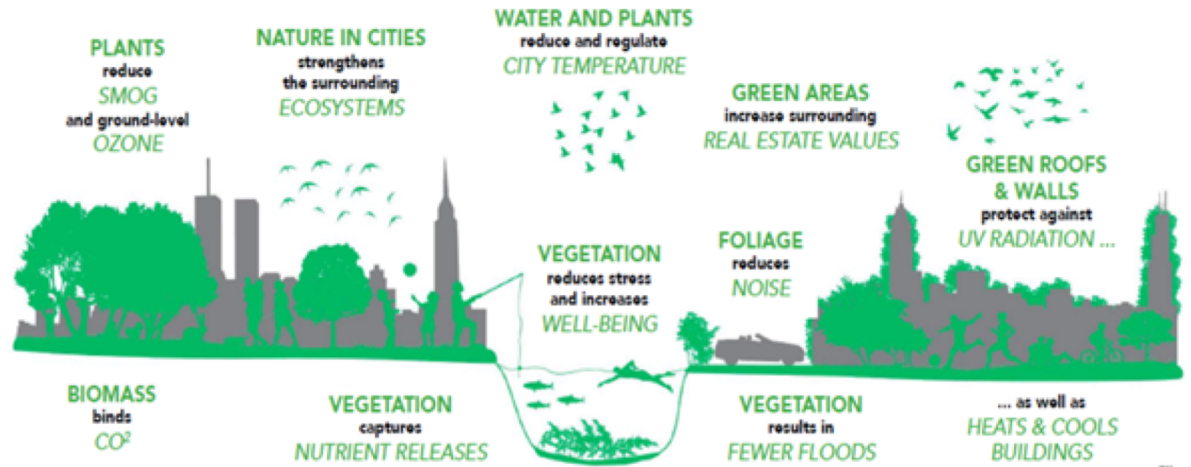 PLANTS
reduce
SMOG
and ground-level
OZONE
NATURE IN CITIES
strengthens
the surrounding
ECOSYSTEMS
WATER AND PLANTS
reduce and regulate
CITY TEMPERATURE
GREEN AREAS
increase surrounding
REAL ESTATE VALUES
GREEN ROOFS
& WALLS
protect against
UV RADIATION ...
VEGETATION
reduces stress
and increases
WELL-BEING
FOLIAGE
reduces
NOISE
BIOMASS
binds
CO²
VEGETATION
captures
NUTRIENT RELEASES
VEGETATION
results in
FEWER FLOODS
... as well as
HEATS & COOLS
BUILDINGS